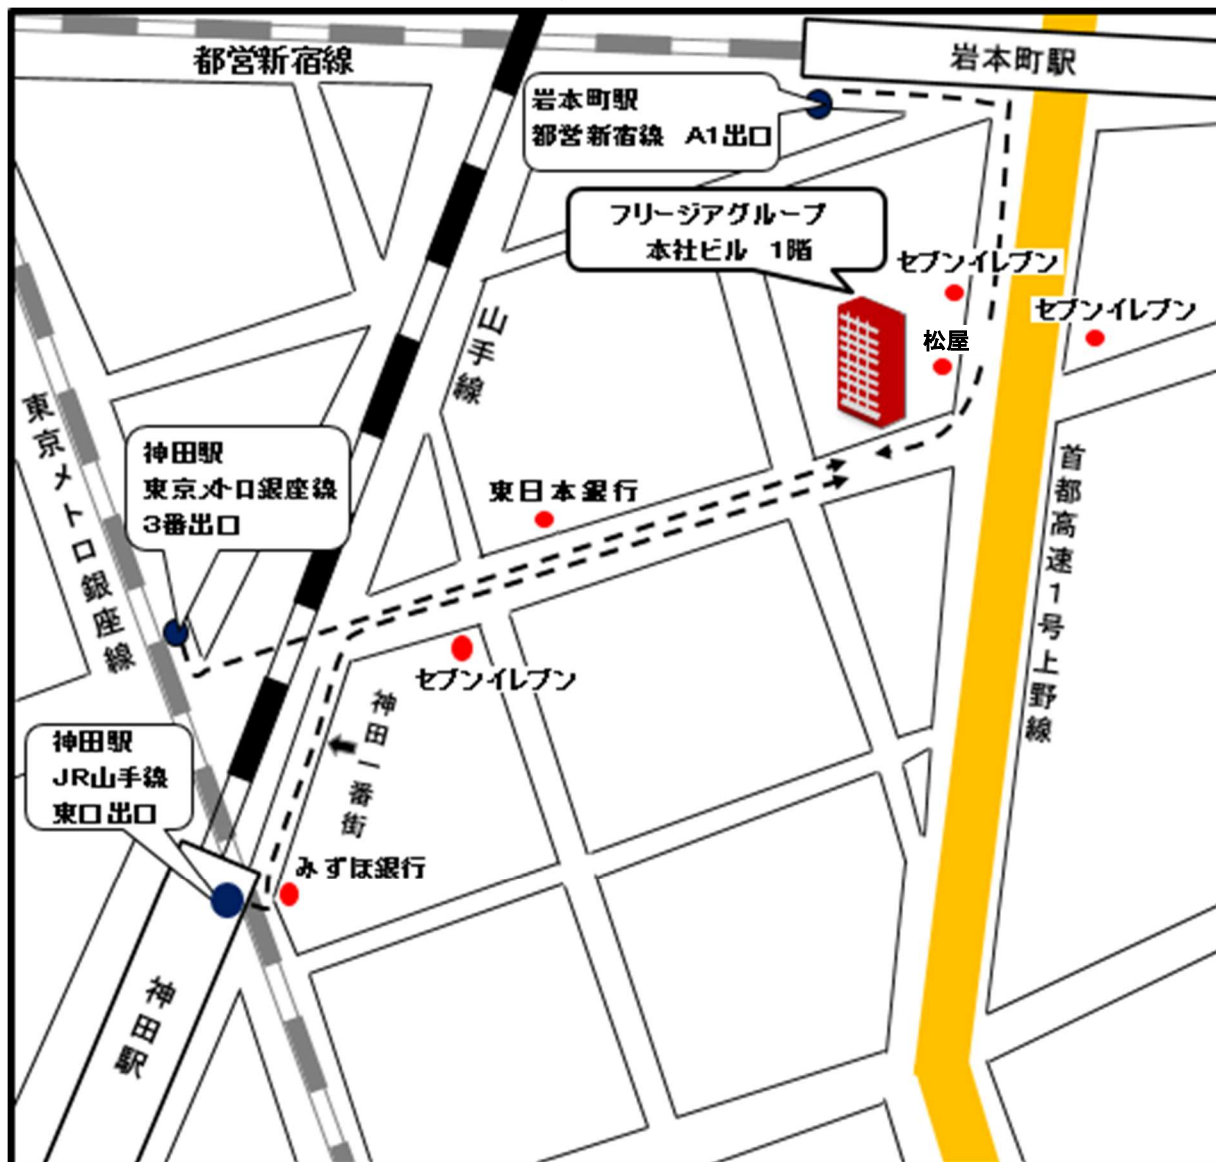 都営新宿線
岩本町駅
岩本町駅
都営新宿線 A1出口
フリージアグループ
本社ビル 1階
セブンイレブン
セブンイレブン
松屋
山手線
東京メトロ銀座線
神田駅
東京メトロ銀座線
3番出口
東日本銀行
首都高速1号上野線
セブンイレブン
神田一番街
神田駅
JR山手線
東口出口
みずほ銀行
神田駅